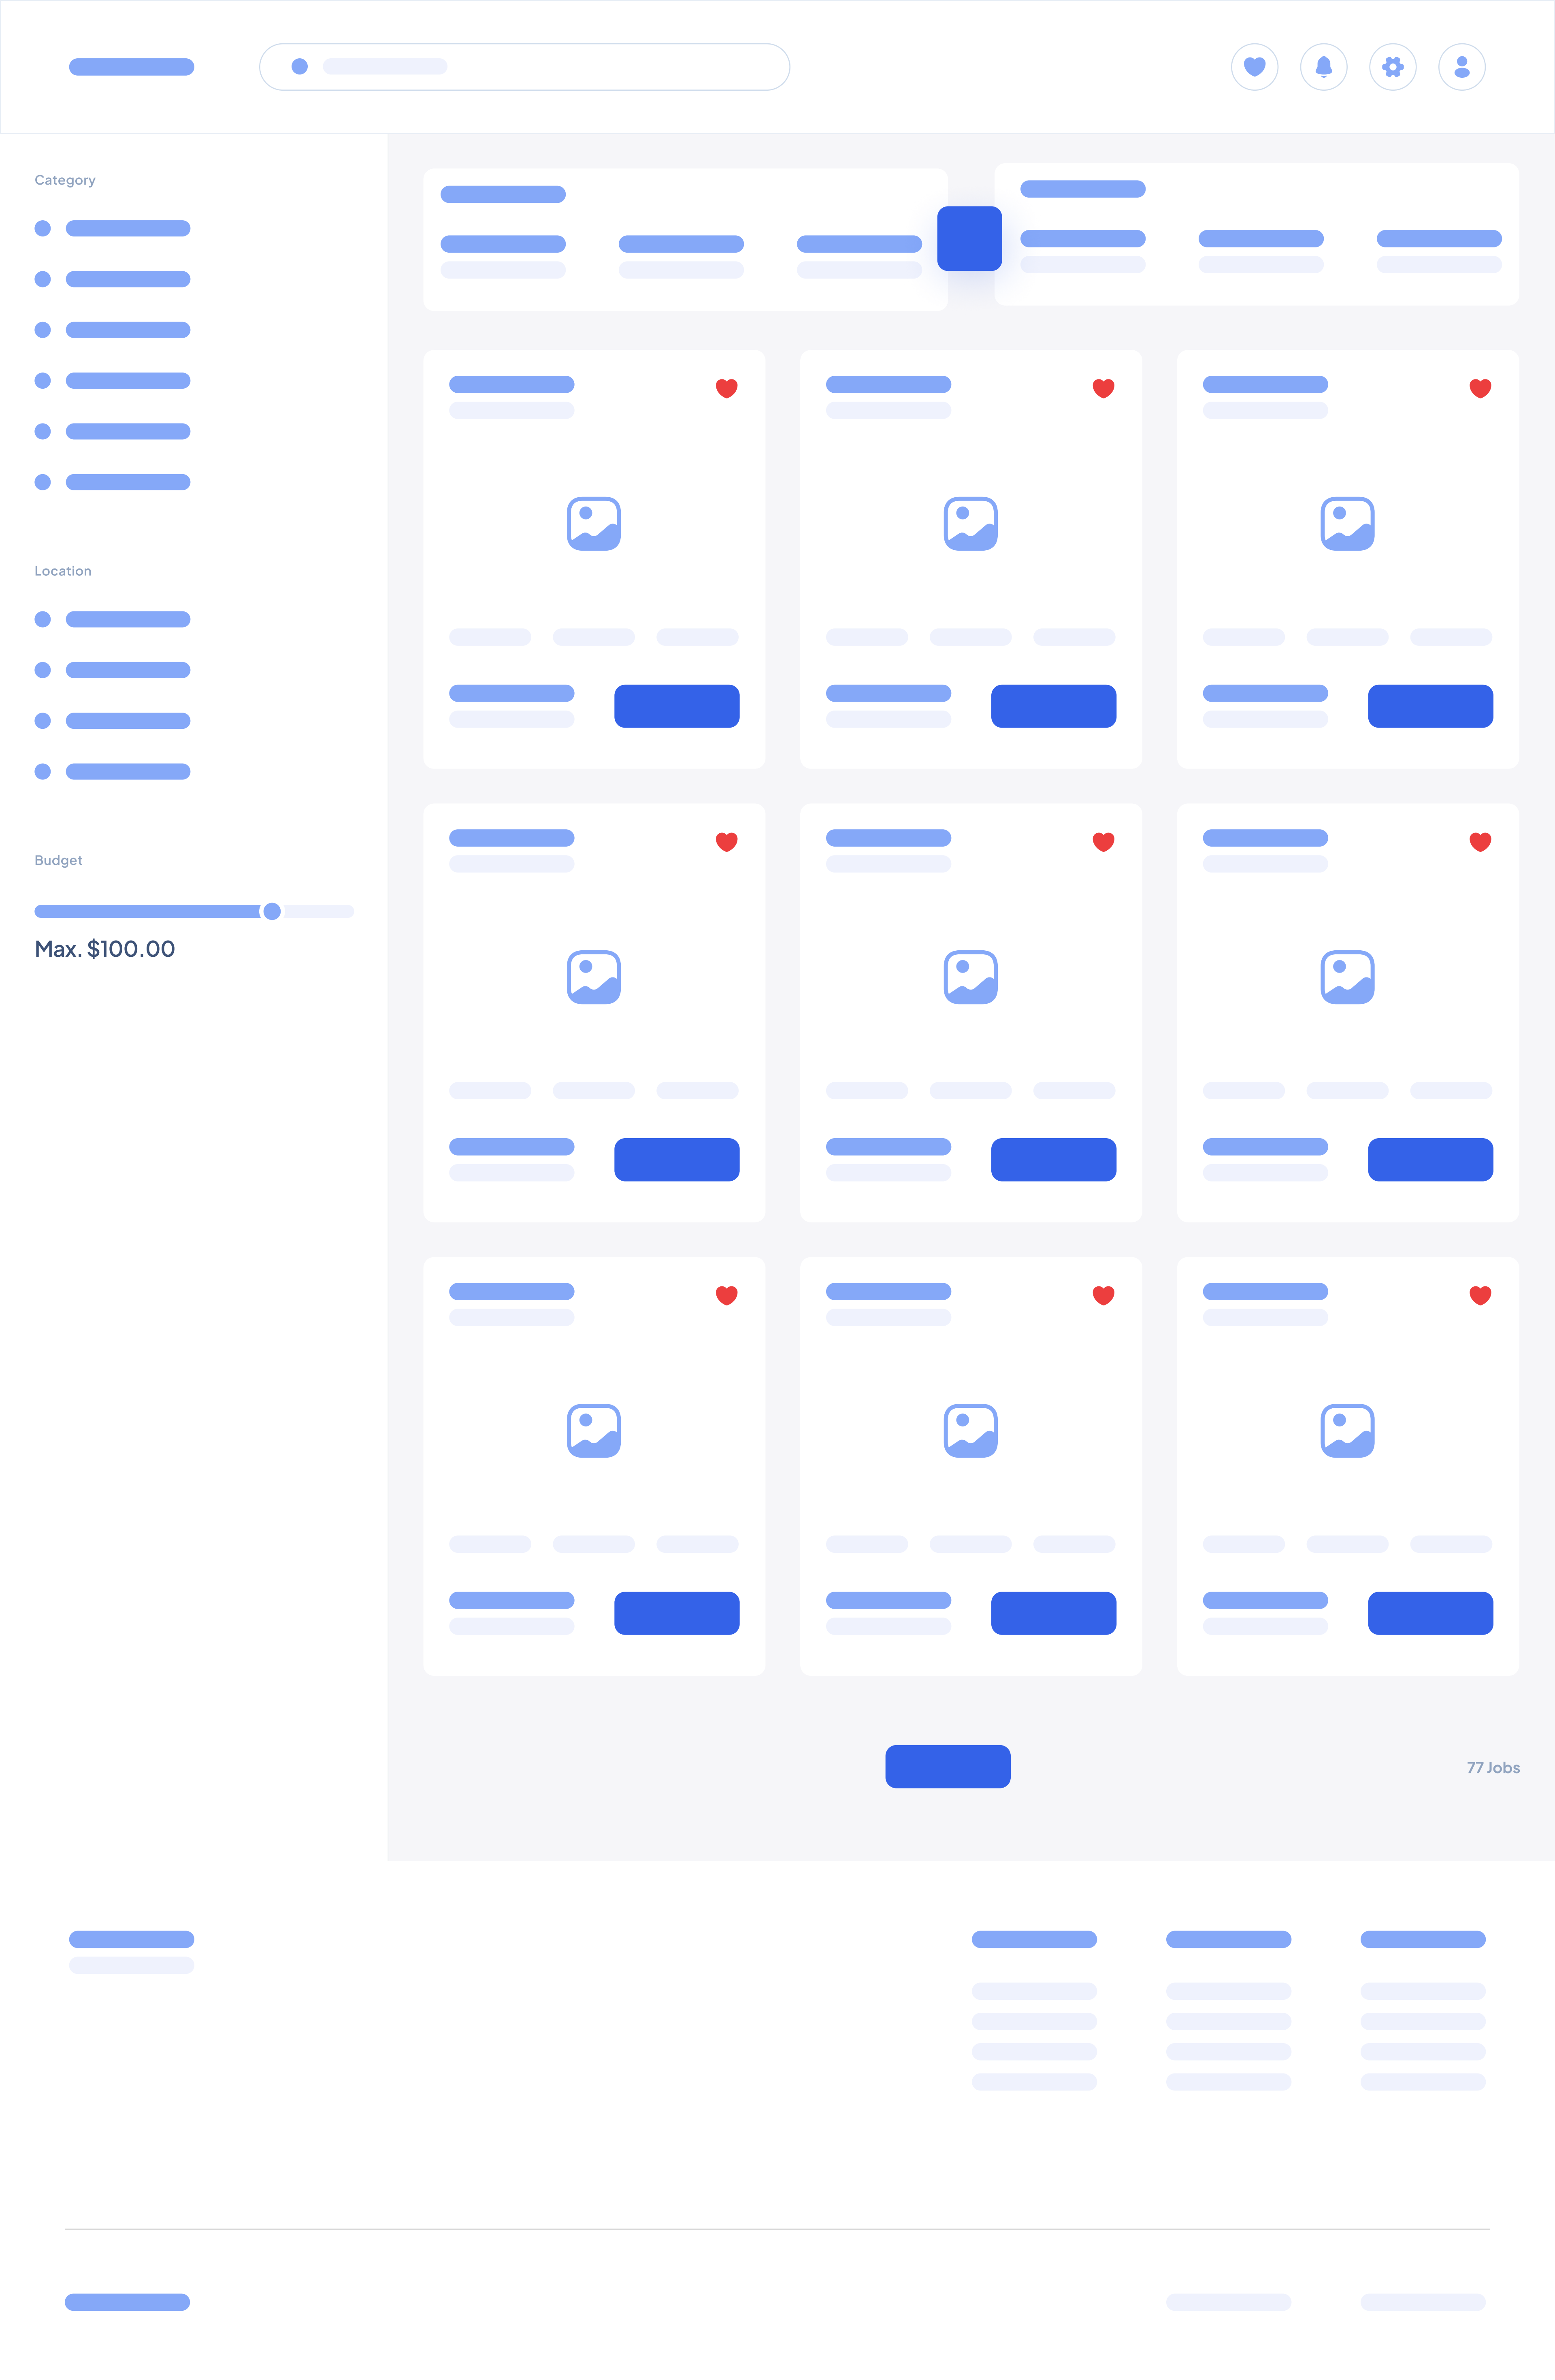 Category
Location
Budget
Max. $100.00
77 Jobs